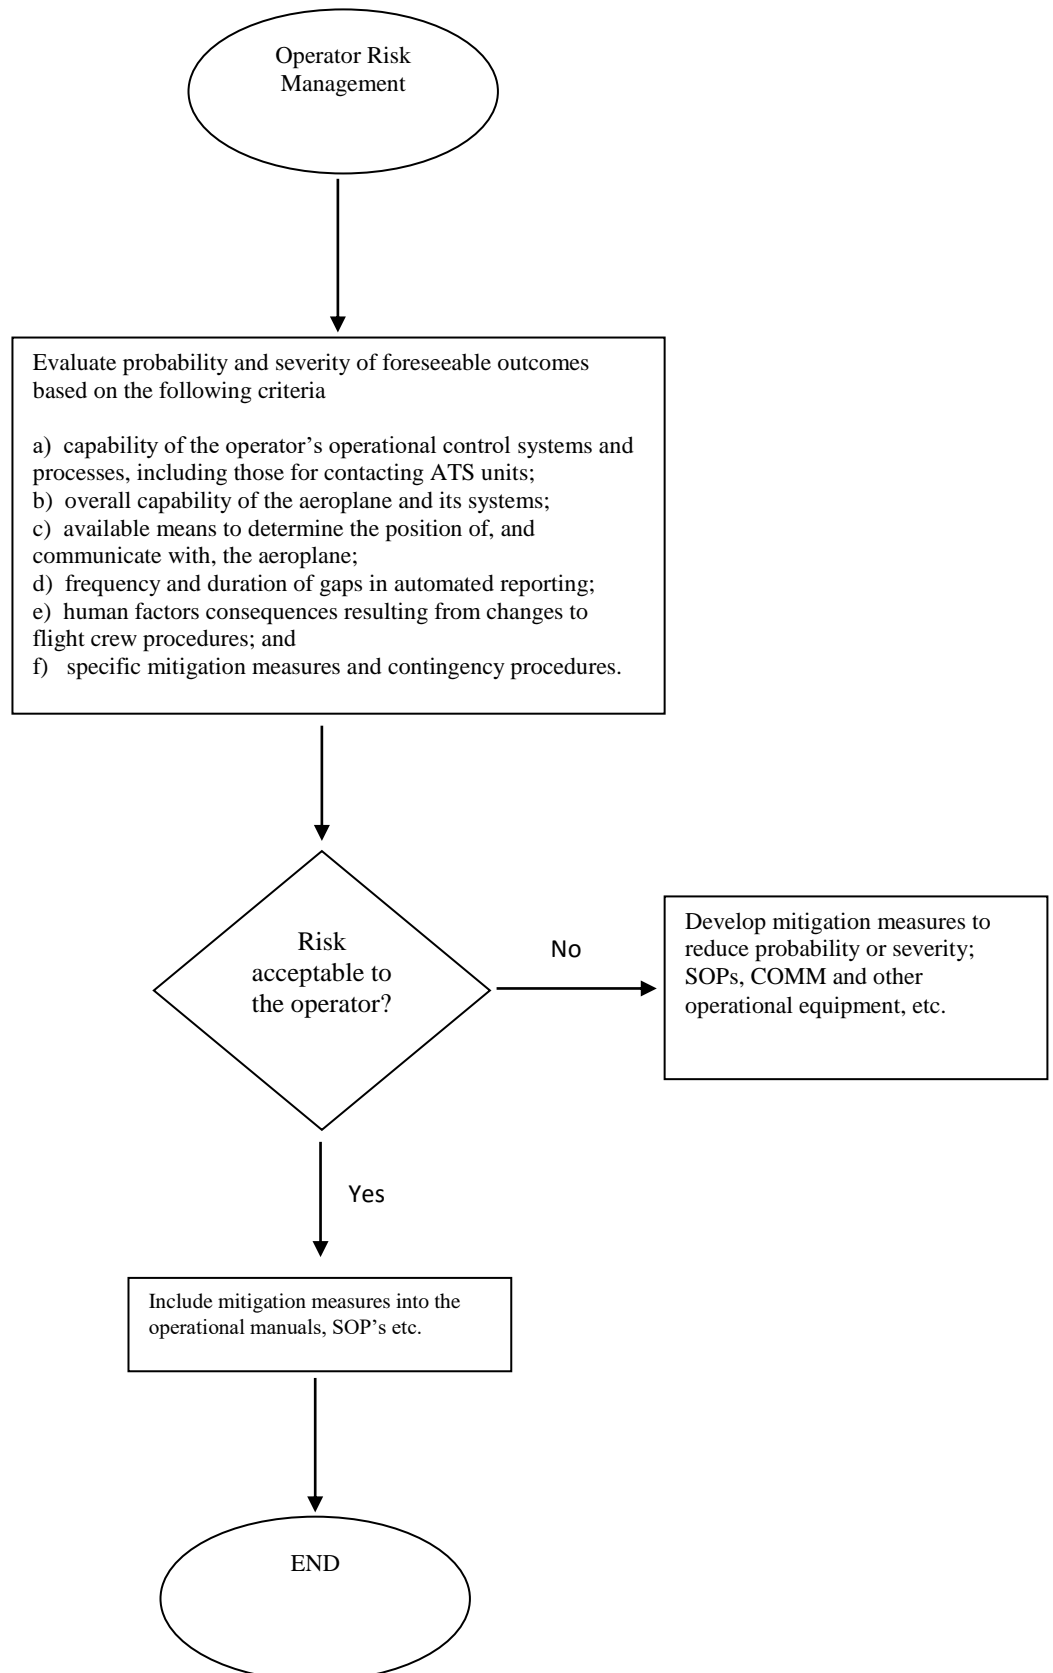 Operator Risk
Management
Evaluate probability and severity of foreseeable outcomes
based on the following criteria
a)  capability of the operator’s operational control systems and
processes, including those for contacting ATS units;
b)  overall capability of the aeroplane and its systems;
c)  available means to determine the position of, and
communicate with, the aeroplane;
d)  frequency and duration of gaps in automated reporting;
e)  human factors consequences resulting from changes to
flight crew procedures; and
f)   specific mitigation measures and contingency procedures.
Risk
acceptable to
the operator?
No
Develop mitigation measures to
reduce probability or severity;
SOPs, COMM and other
operational equipment, etc.
Yes
Include mitigation measures into the
operational manuals, SOP’s etc.
END